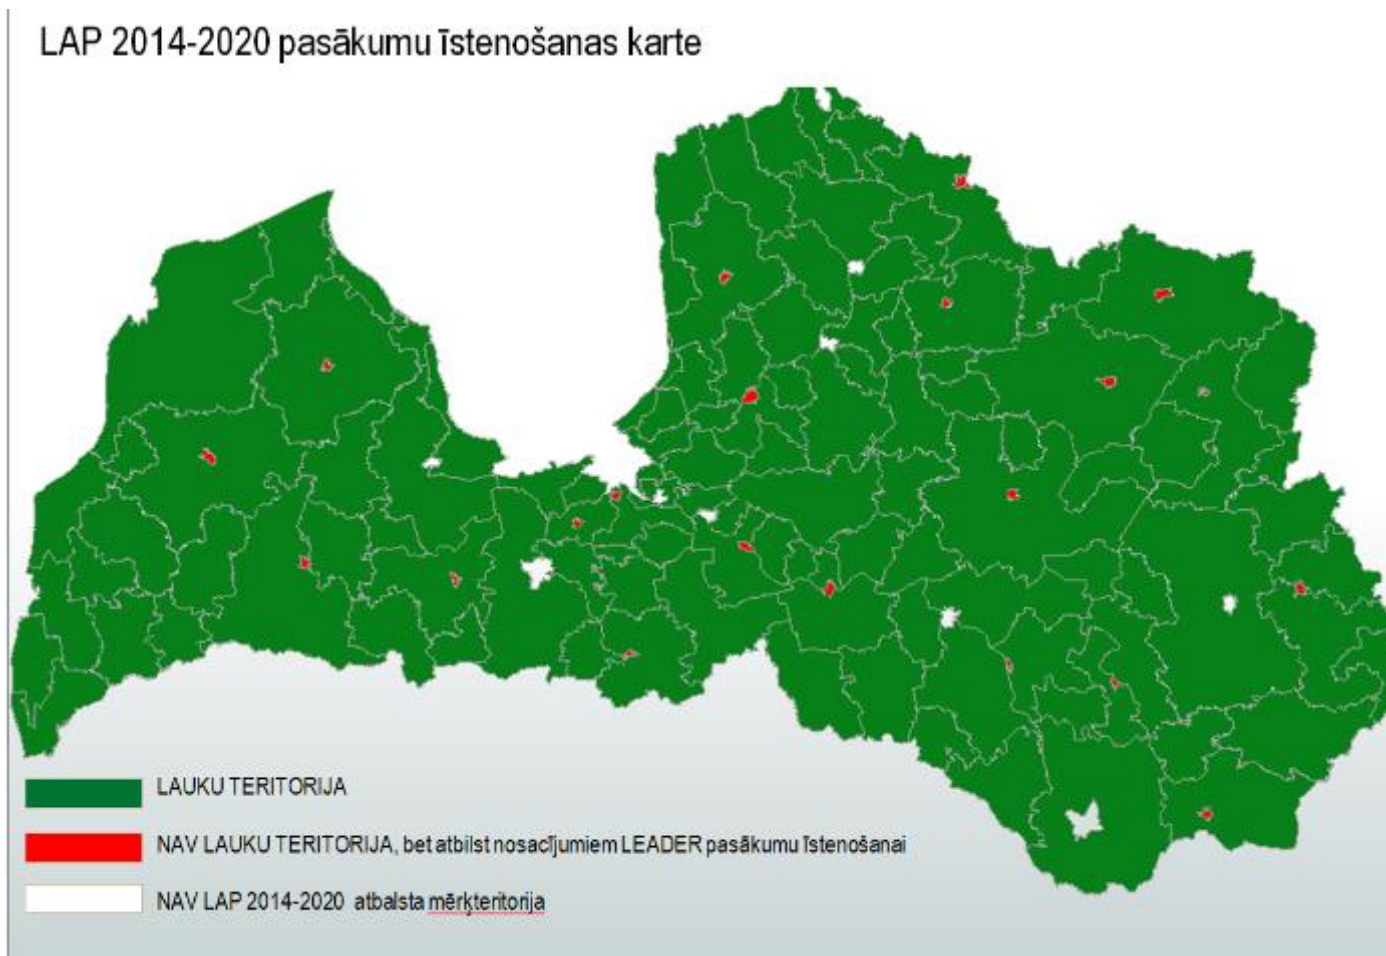 LAP 2014-2020 pasākumu īstenošanas karte
LAUKU TERITORIJA
NAV LAUKU TERITORIJA, bet atbilst nosacījumiem LEADER pasākumu īstenošanai
NAV LAP 2014-2020 atbalsta mērķteritorija